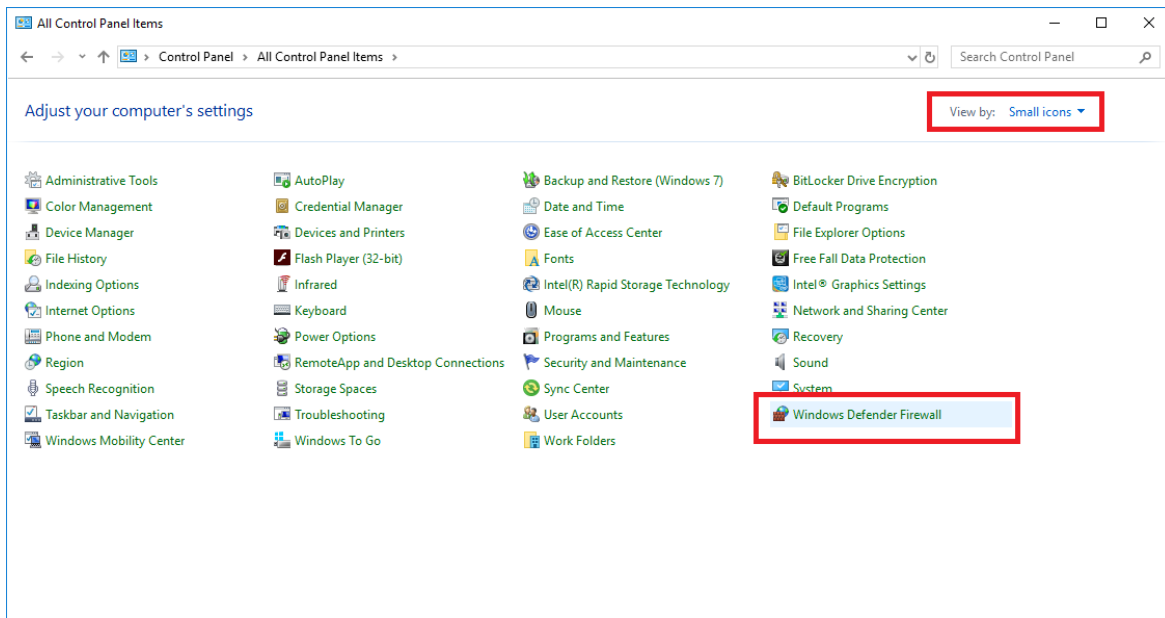 All Control Panel Items
Control Panel > All Control Panel Items >
Search Control Panel
Adjust your computer's settings
View by: Small icons
Administrative Tools
AutoPlay
Backup and Restore (Windows 7)
BitLocker Drive Encryption
Color Management
Credential Manager
Date and Time
Default Programs
Device Manager
Devices and Printers
Ease of Access Center
File Explorer Options
File History
Flash Player (32-bit)
Fonts
Free Fall Data Protection
Indexing Options
Infrared
Intel(R) Rapid Storage Technology
Intel® Graphics Settings
Internet Options
Keyboard
Mouse
Network and Sharing Center
Phone and Modem
Power Options
Programs and Features
Recovery
Region
RemoteApp and Desktop Connections
Security and Maintenance
Sound
Speech Recognition
Storage Spaces
Sync Center
System
Taskbar and Navigation
Troubleshooting
User Accounts
Windows Defender Firewall
Windows Mobility Center
Windows To Go
Work Folders